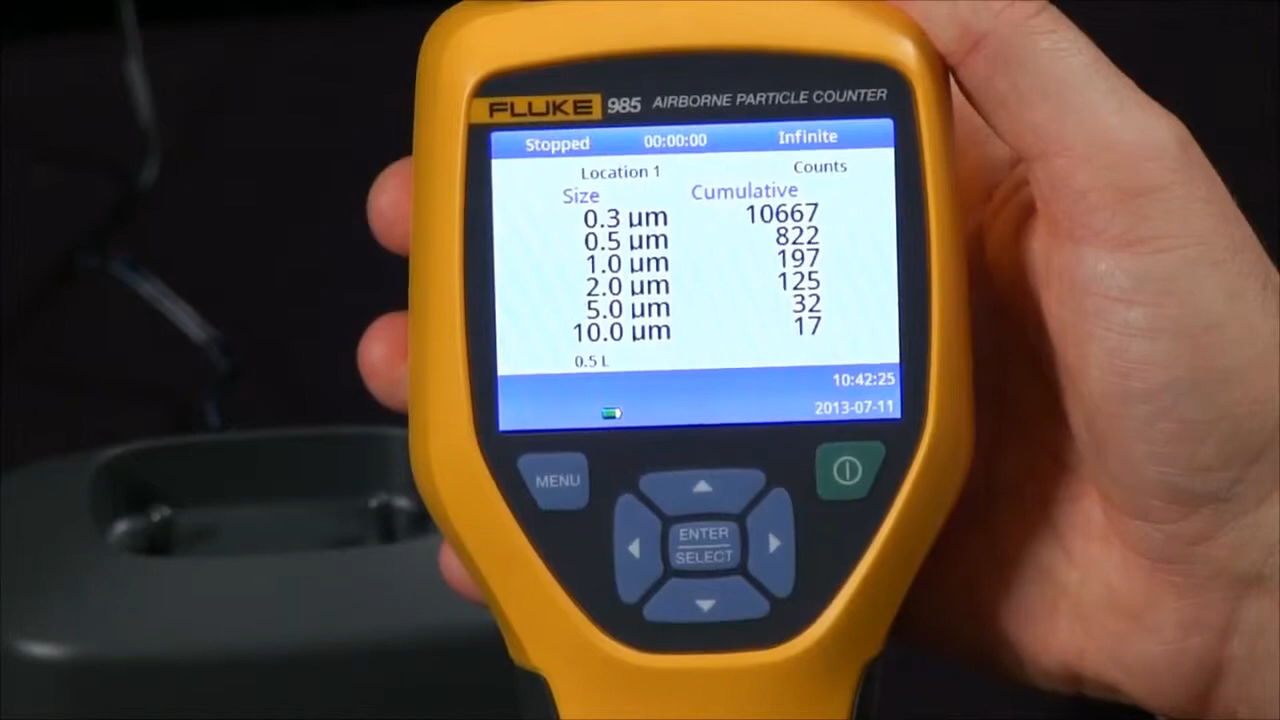 FLUKE 985 AIRBORNE PARTICLE COUNTER
Stopped 00:00:00 Infinite
Location 1 Counts
Size Cumulative
0.3 µm 10667
0.5 µm 822
1.0 µm 197
2.0 µm 125
5.0 µm 32
10.0 µm 17
0.5 L
10:42:25
2013-07-11
MENU
ENTER
SELECT